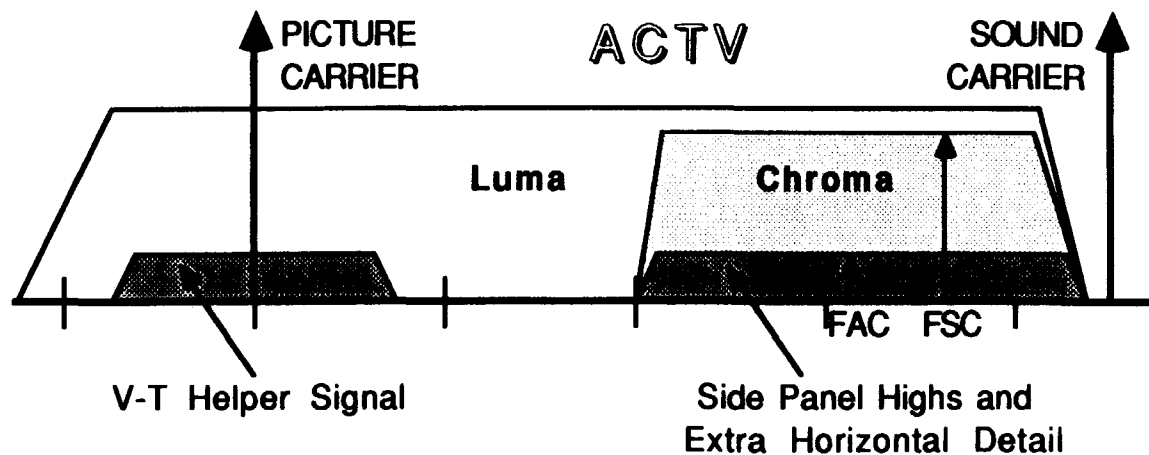 ACTV
PICTURE
CARRIER
SOUND
CARRIER
Luma
Chroma
FAC FSC
V-T Helper Signal
Side Panel Highs and
Extra Horizontal Detail